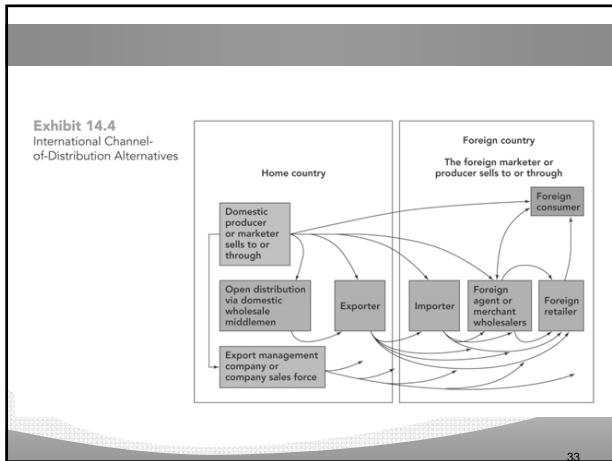 Exhibit 14.4
International Channel-
of-Distribution Alternatives
Home country
Foreign country
The foreign marketer or
producer sells to or through
Domestic
producer
or marketer
sells to or
through
Foreign
consumer
Open distribution
via domestic
wholesale
middlemen
Exporter
Importer
Foreign
agent or
merchant
wholesalers
Foreign
retailer
Export management
company or
company sales force
33